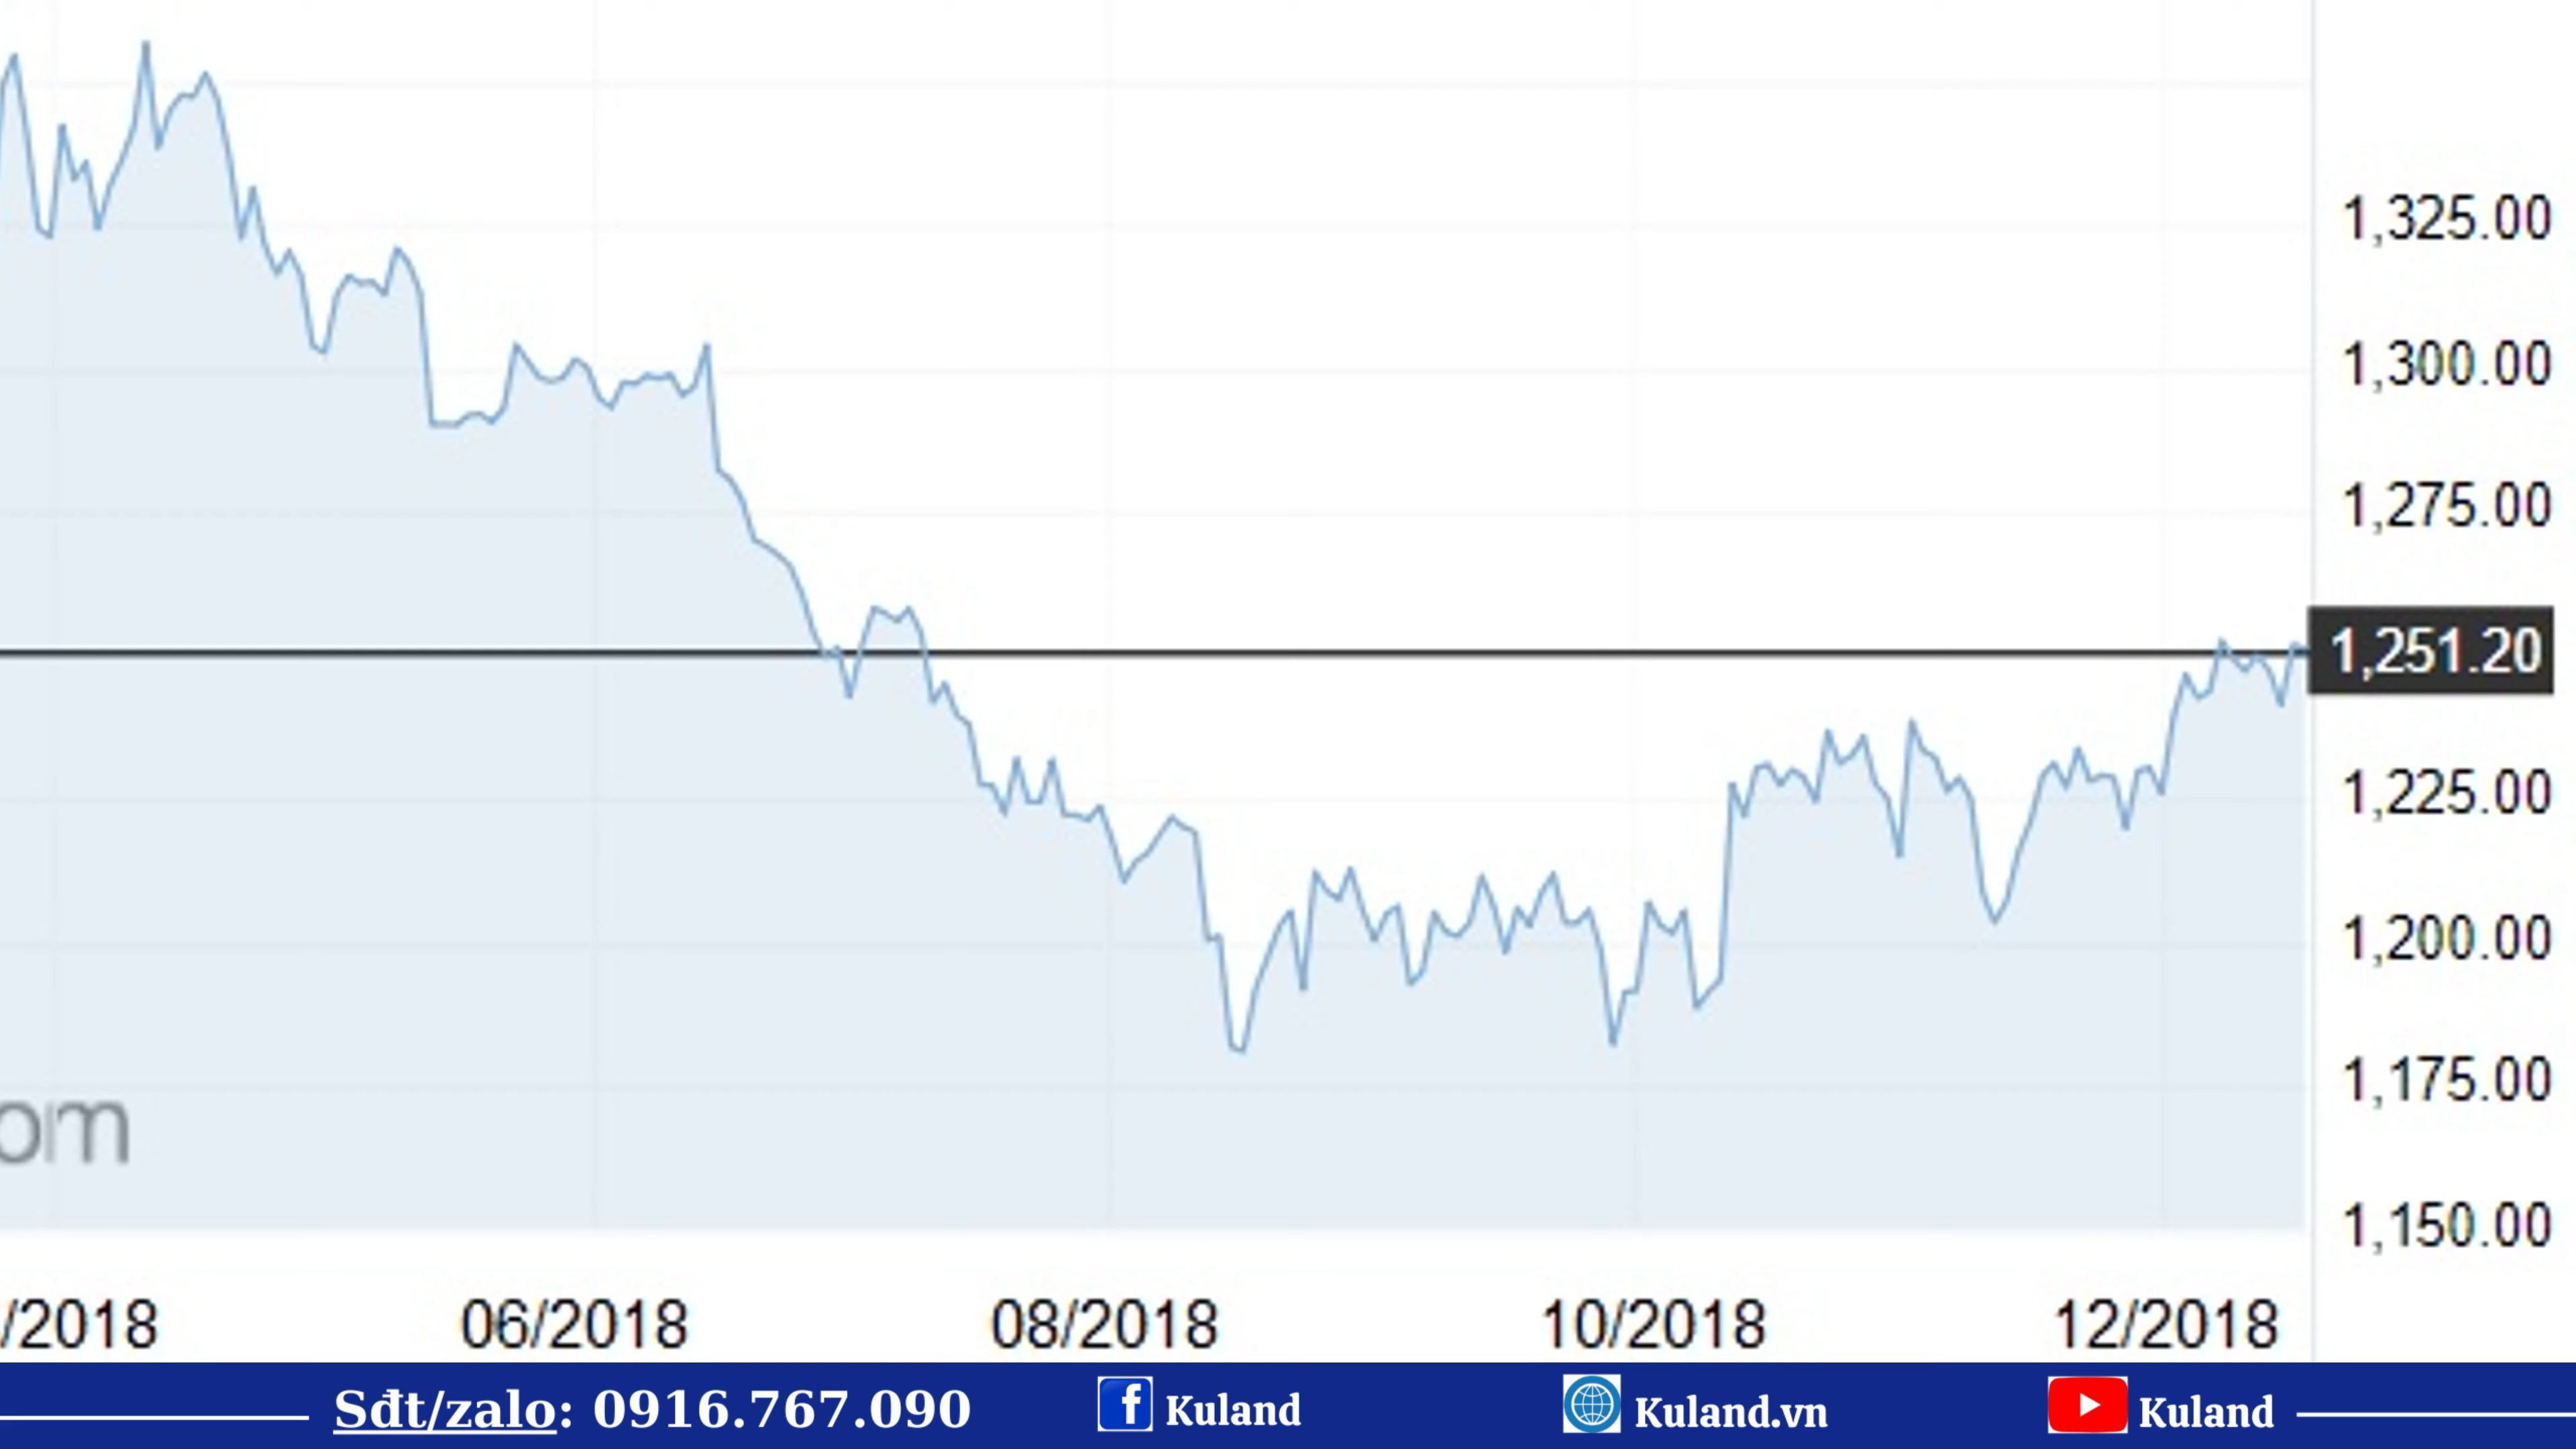 1,325.00
1,300.00
1,275.00
1,251.20
1,225.00
1,200.00
1,175.00
om
1,150.00
/2018 06/2018 08/2018 10/2018 12/2018
Sđt/zalo: 0916.767.090 Kuland Kuland.vn Kuland